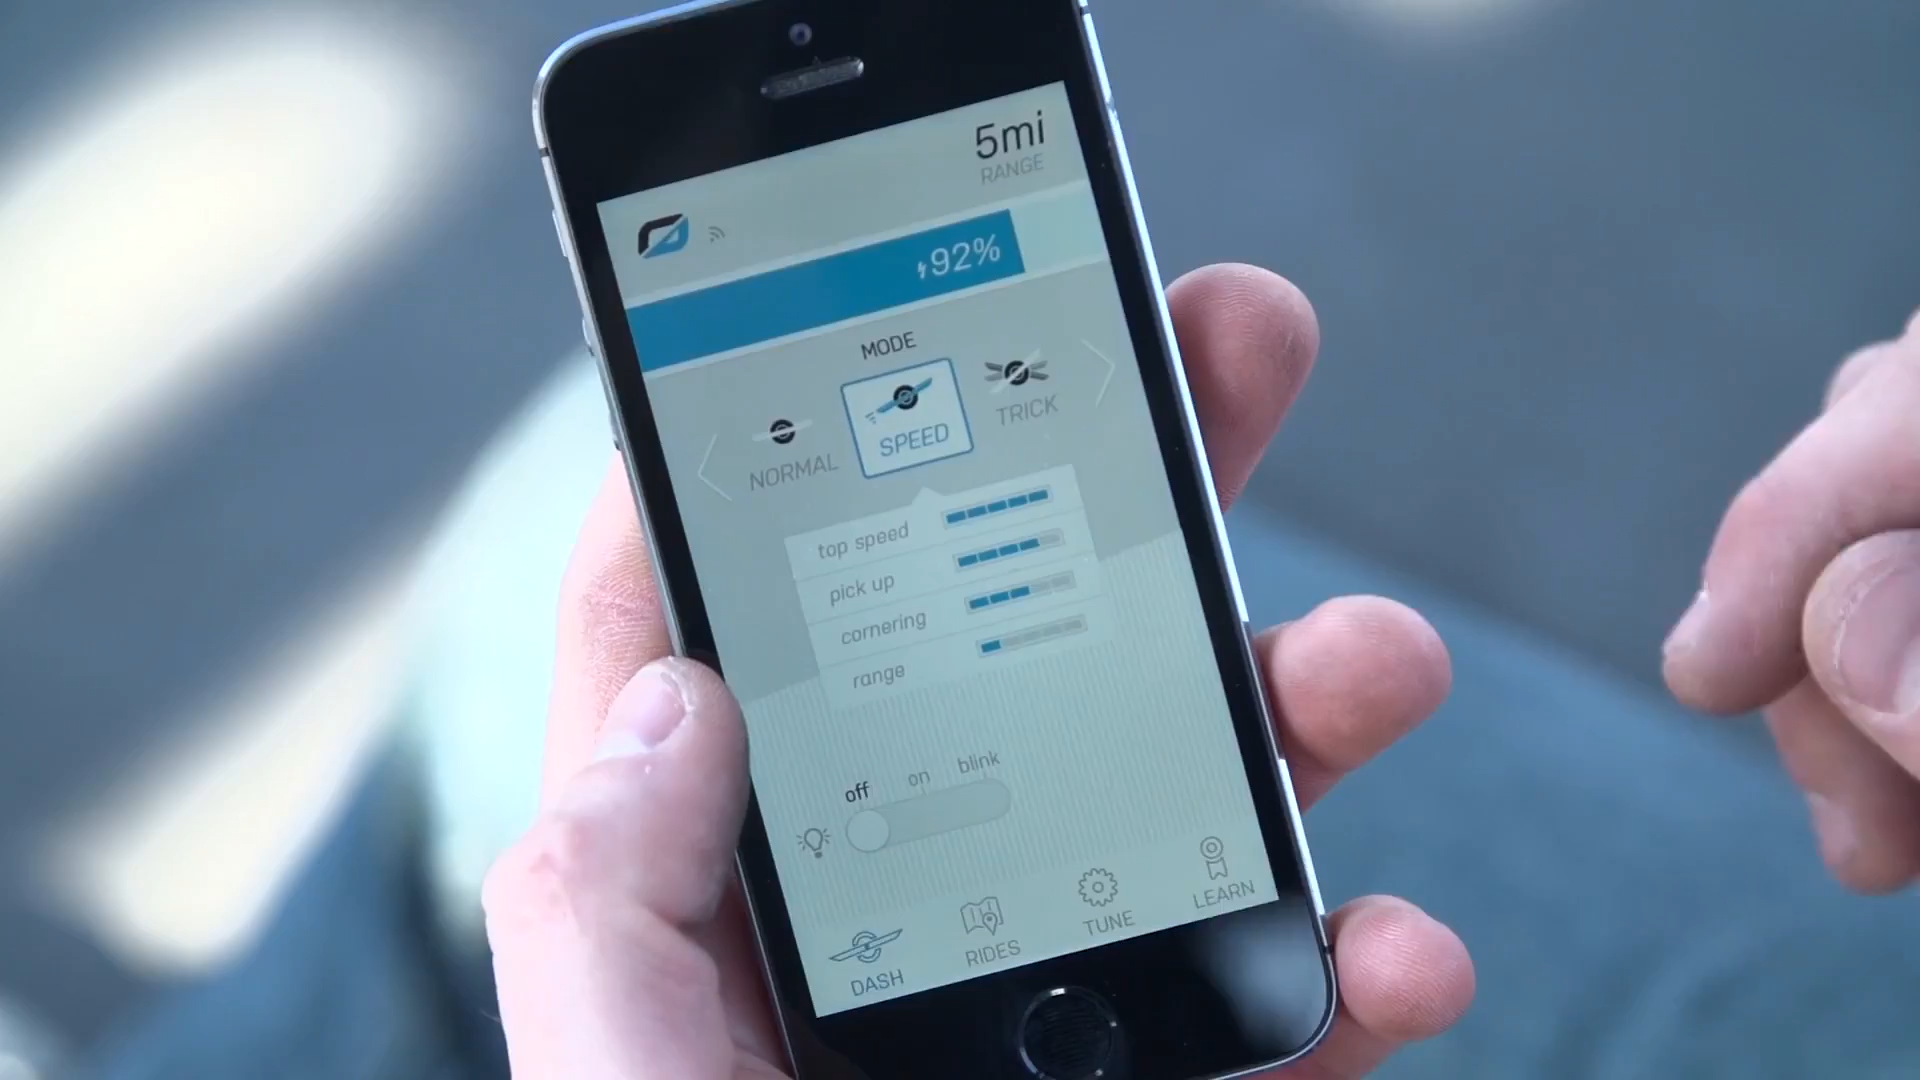 5mi
RANGE
92%
MODE
NORMAL
SPEED
TRICK
top speed
pick up
cornering
range
off on blink
DASH
RIDES
TUNE
LEARN